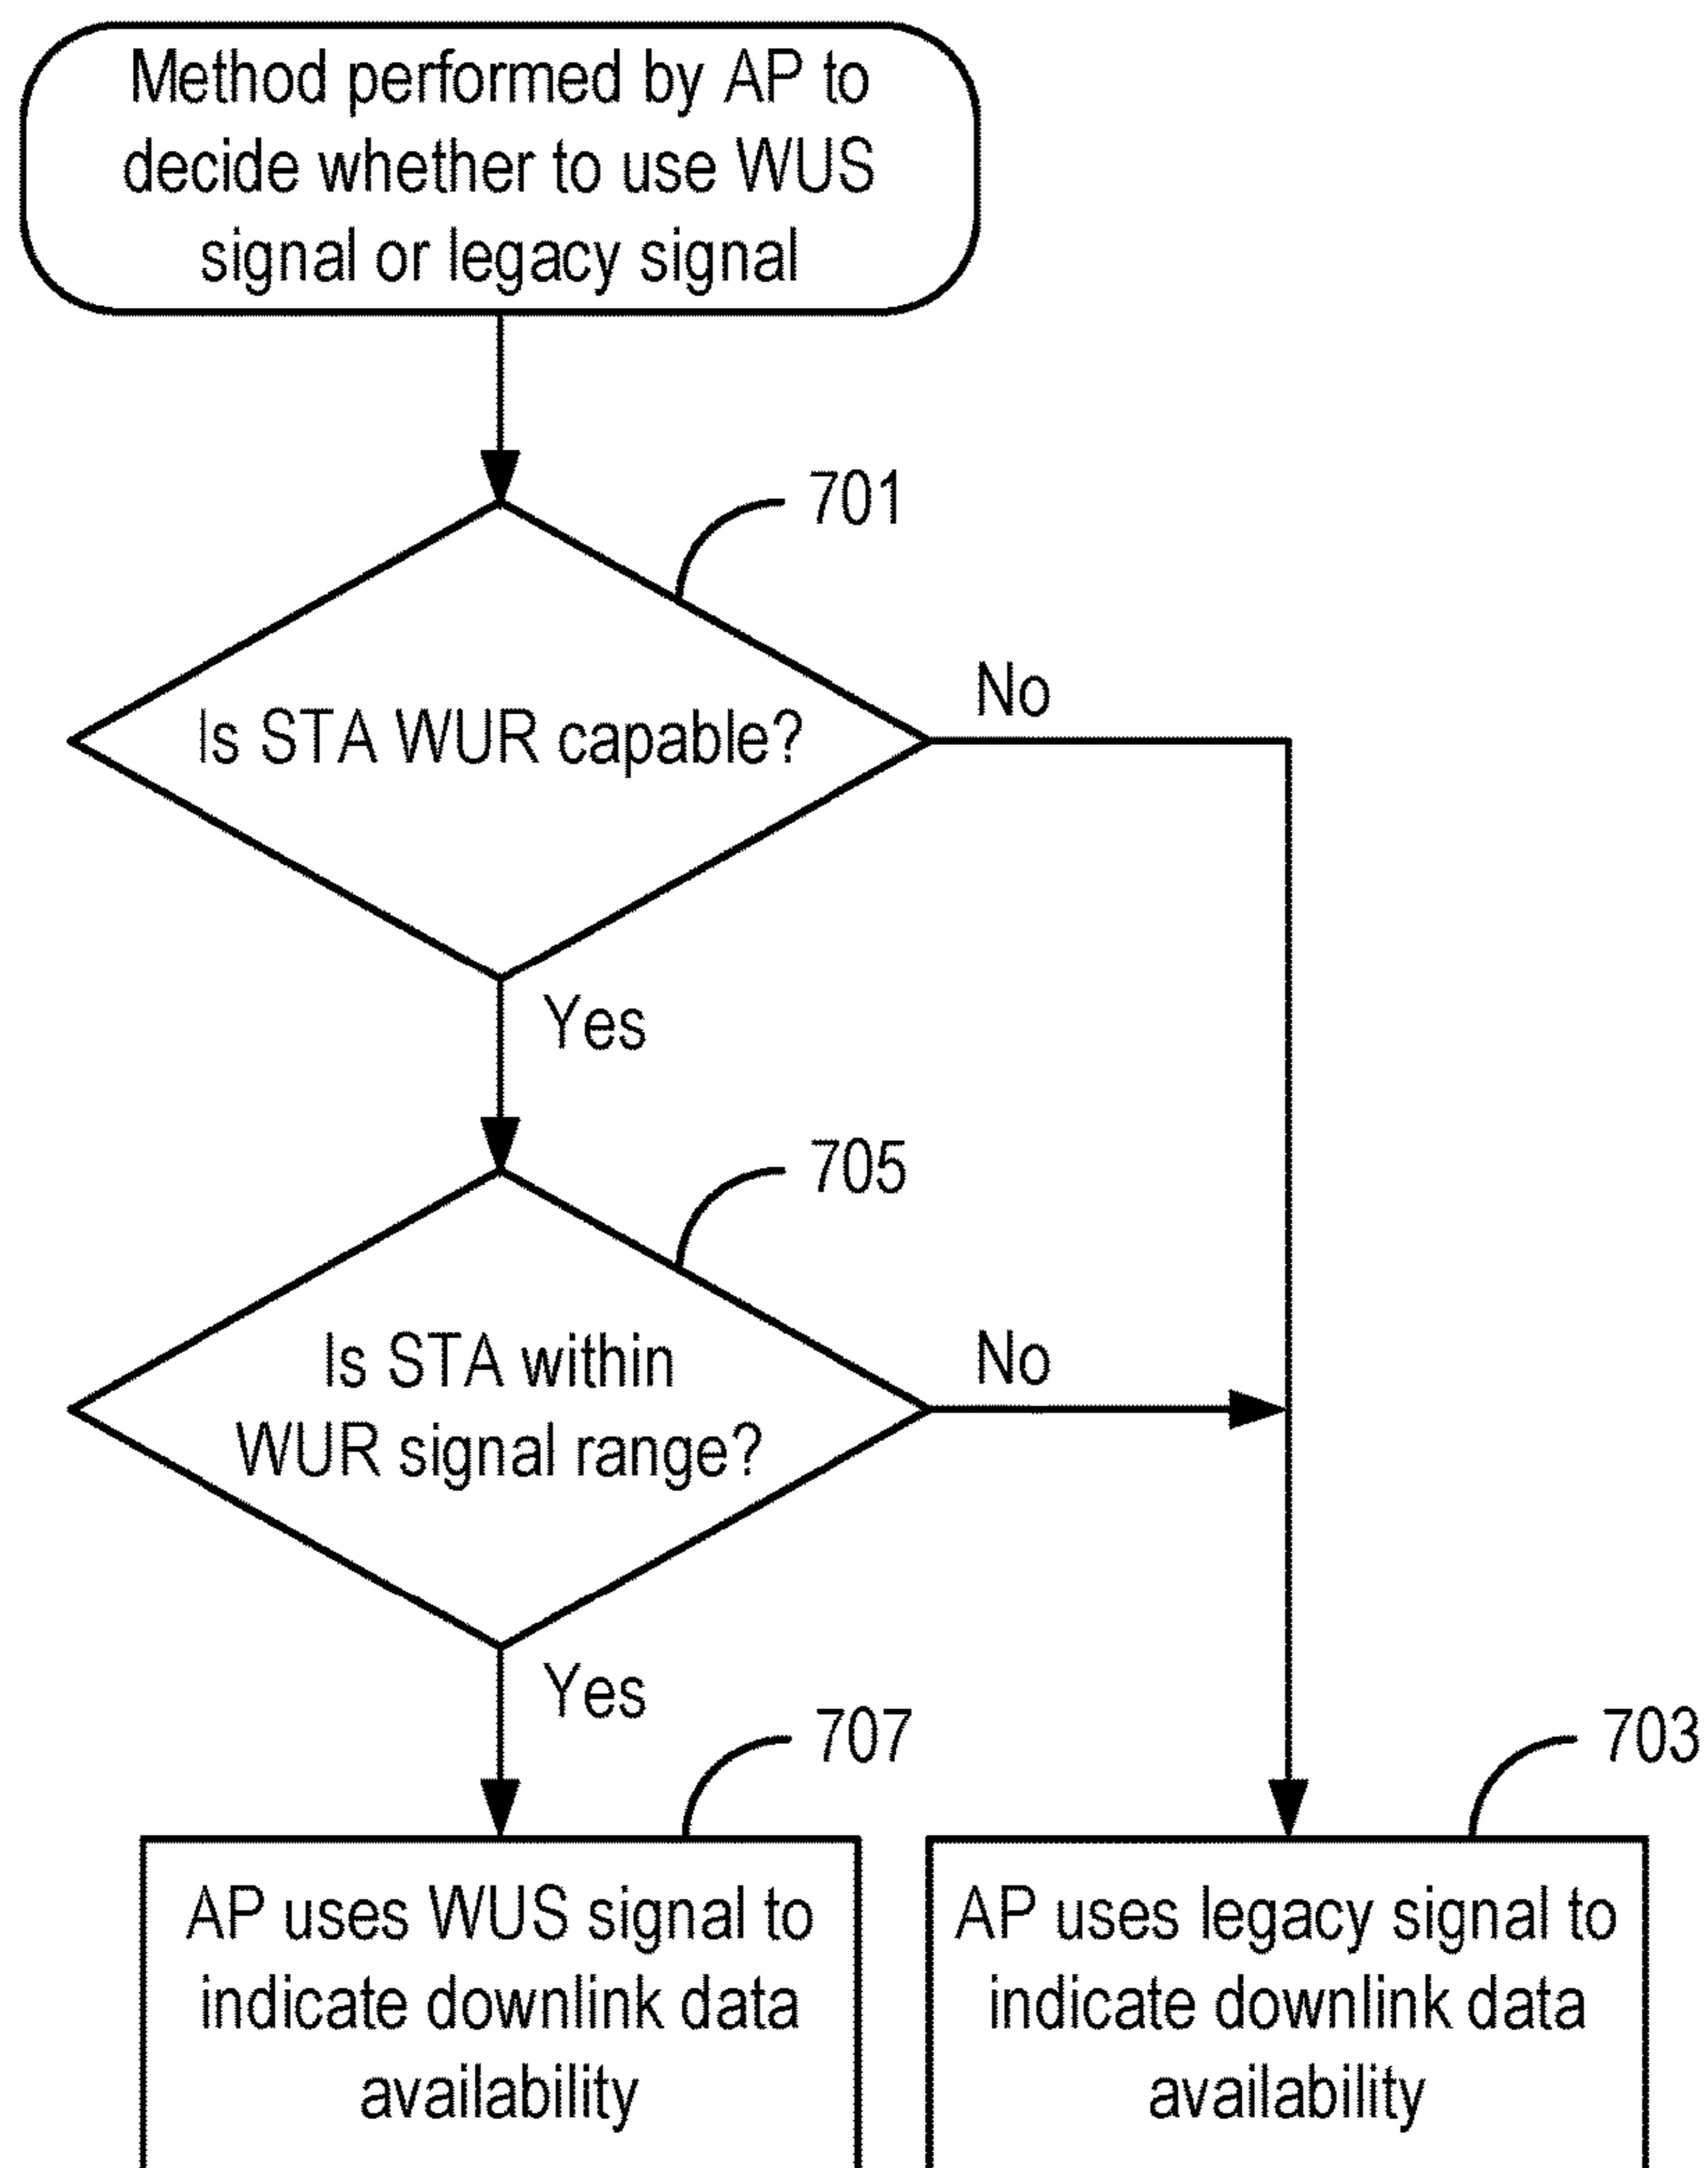 Method performed by AP to
decide whether to use WUS
signal or legacy signal
701
Is STA WUR capable?
No
Yes
705
Is STA within
WUR signal range?
No
Yes
707
703
AP uses WUS signal to
indicate downlink data
availability
AP uses legacy signal to
indicate downlink data
availability